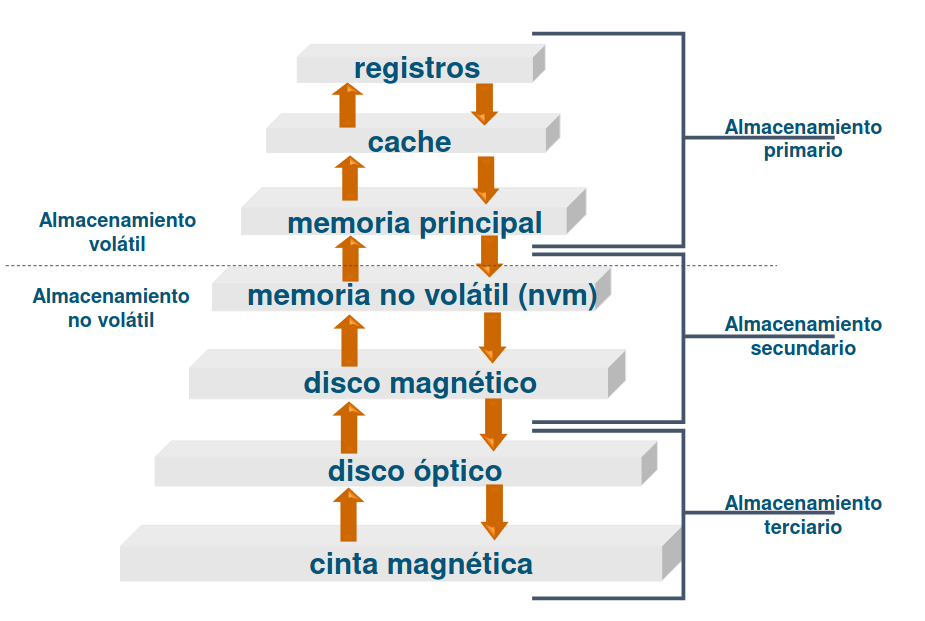 registros
cache
memoria principal
memoria no volátil (nvm)
disco magnético
disco óptico
cinta magnética
Almacenamiento
volátil
Almacenamiento
no volátil
Almacenamiento
primario
Almacenamiento
secundario
Almacenamiento
terciario